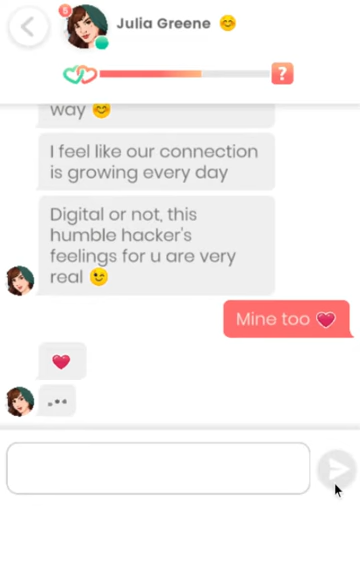 5
Julia Greene 😊
?
way 😊
I feel like our connection
is growing every day
Digital or not, this
humble hacker's
feelings for u are very
real 😉
Mine too 💗